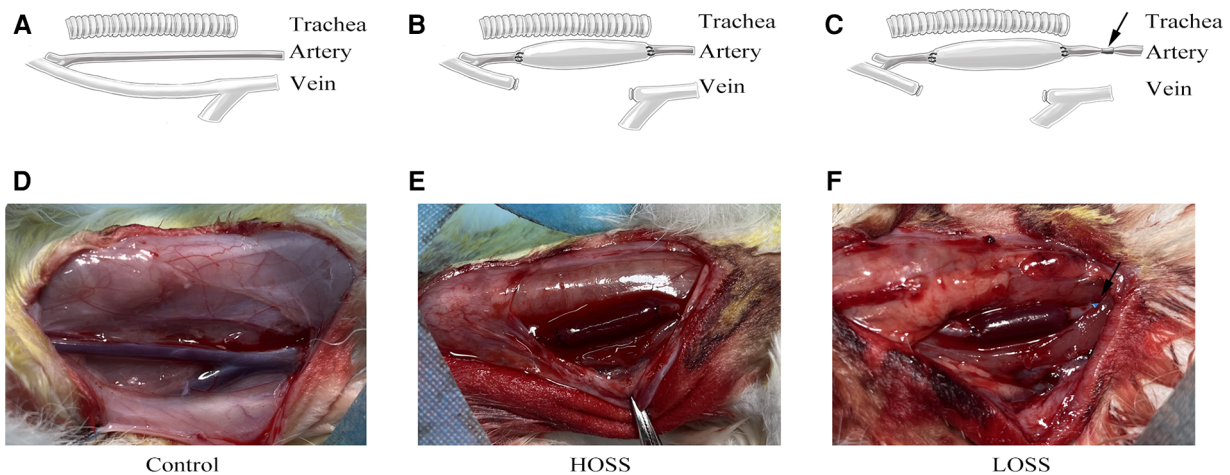 A
Trachea
Artery
Vein
B
Trachea
Artery
Vein
C
Trachea
Artery
Vein
D
E
F
Control
HOSS
LOSS